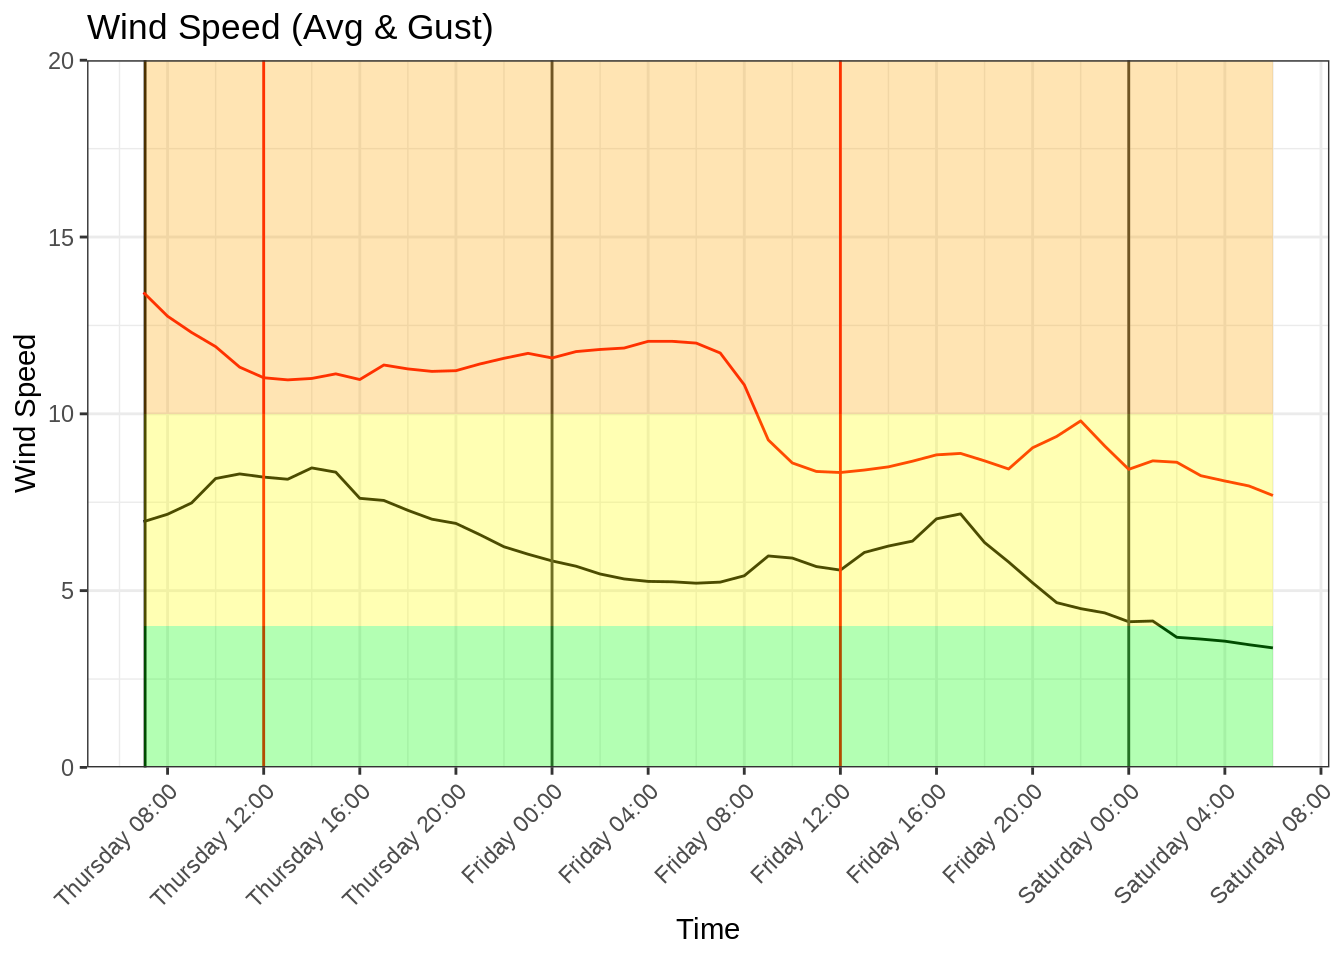 Wind Speed (Avg & Gust)
20
15
10
5
0
Wind Speed
Thursday 08:00
Thursday 12:00
Thursday 16:00
Thursday 20:00
Friday 00:00
Friday 04:00
Friday 08:00
Friday 12:00
Friday 16:00
Friday 20:00
Saturday 00:00
Saturday 04:00
Saturday 08:00
Time